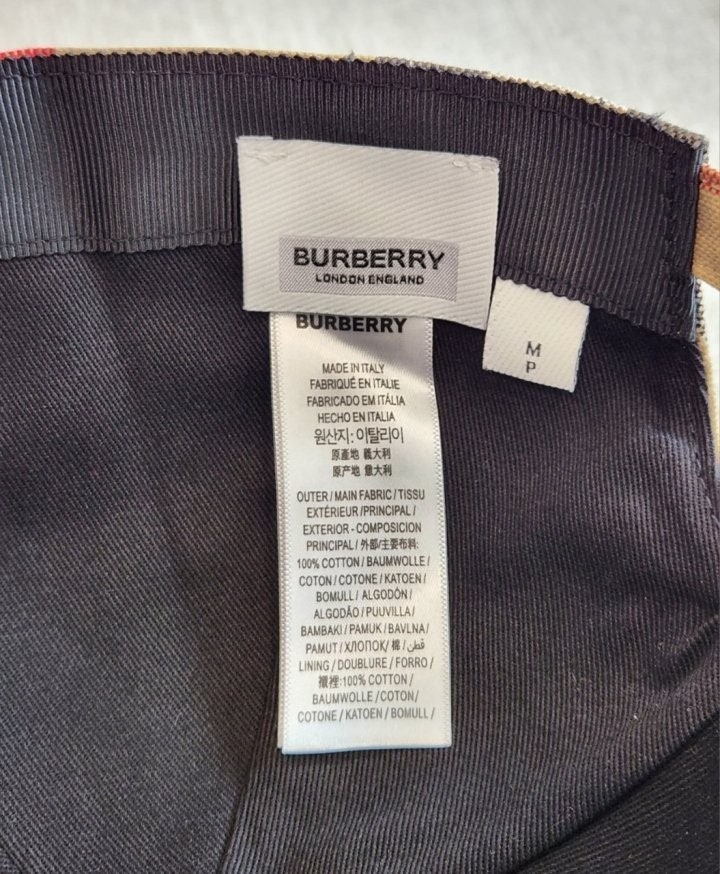 BURBERRY
LONDON ENGLAND
M
P
BURBERRY
MADE IN ITALY
FABRIQUÉ EN ITALIE
FABRICADO EM ITÁLIA
HECHO EN ITALIA
원산지: 이탈리아
原產地 義大利
原产地 意大利
OUTER / MAIN FABRIC / TISSU
EXTÉRIEUR /PRINCIPAL /
EXTERIOR - COMPOSICION
PRINCIPAL / 外部/主要布料:
100% COTTON / BAUMWOLLE /
COTON / COTONE / KATOEN /
BOMULL / ALGODÓN /
ALGODÃO / PUUVILLA /
BAMBAKI / PAMUK / BAVLNA /
PAMUT / ХЛОПОК/ 棉 / قطن/
LINING / DOUBLURE / FORRO /
襯裡: 100% COTTON /
BAUMWOLLE / COTON/
COTONE / KATOEN / BOMULL /